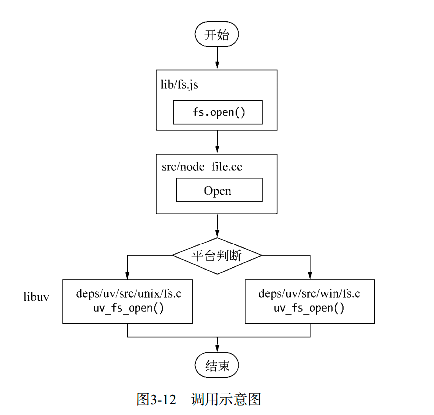 开始
lib/fs.js
fs.open()
src/node_file.cc
Open
平台判断
libuv
deps/uv/src/unix/fs.c
uv_fs_open()
deps/uv/src/win/fs.c
uv_fs_open()
结束
图3-12 调用示意图